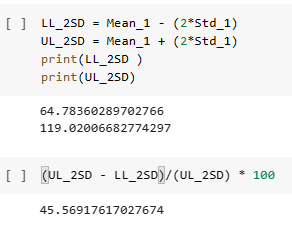 [ ] LL_2SD = Mean_1 - (2*Std_1)
UL_2SD = Mean_1 + (2*Std_1)
print(LL_2SD )
print(UL_2SD)
64.78360289702766
119.02006682774297
[ ] (UL_2SD - LL_2SD)/(UL_2SD) * 100
45.56917617027674